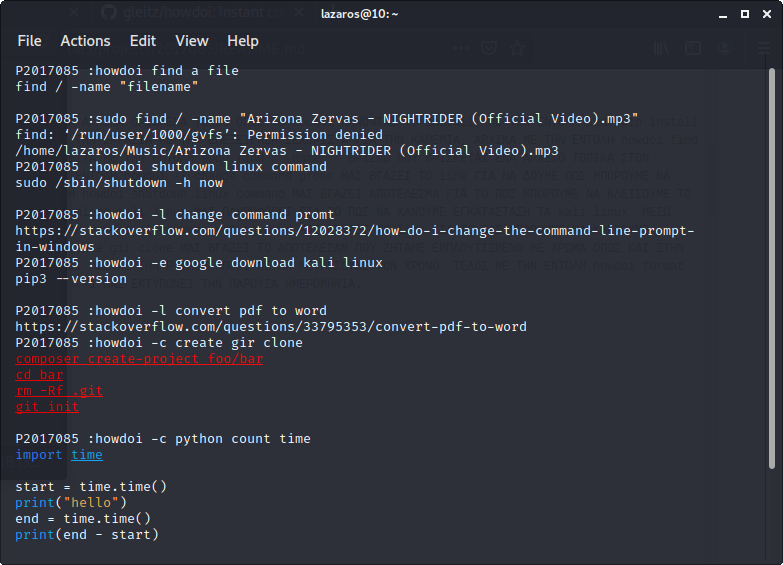 gleitz/howdoi: Instant
lazaros@10: ~
File Actions Edit View Help
P2017085 :howdoi find a file
find / -name "filename"
P2017085 :sudo find / -name "Arizona Zervas - NIGHTRIDER (Official Video).mp3"
find: ‘/run/user/1000/gvfs’: Permission denied
/home/lazaros/Music/Arizona Zervas - NIGHTRIDER (Official Video).mp3
P2017085 :howdoi shutdown linux command
sudo /sbin/shutdown -h now
P2017085 :howdoi -l change command promt
https://stackoverflow.com/questions/12028372/how-do-i-change-the-command-line-prompt-
in-windows
P2017085 :howdoi -e google download kali linux
pip3 --version
P2017085 :howdoi -l convert pdf to word
https://stackoverflow.com/questions/33795353/convert-pdf-to-word
P2017085 :howdoi -c create gir clone
composer create-project foo/bar
cd bar
rm -Rf .git
git init
P2017085 :howdoi -c python count time
import time
start = time.time()
print("hello")
end = time.time()
print(end - start)